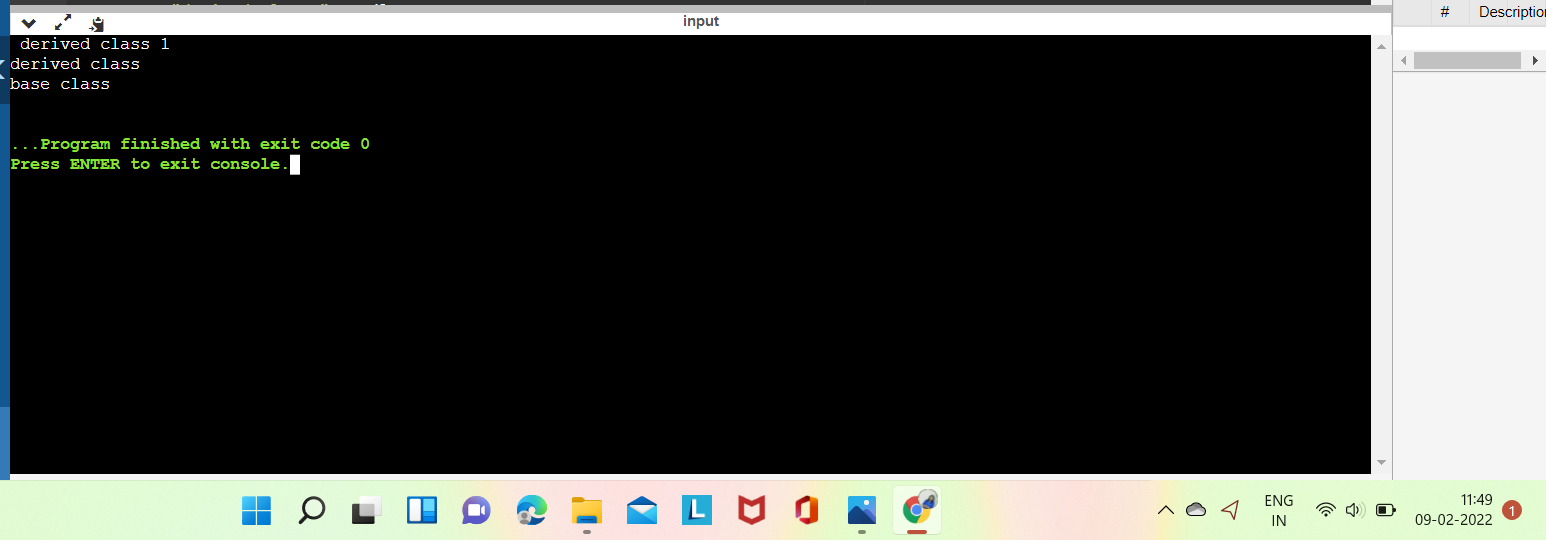 input
# Description
derived class 1
derived class
base class
...Program finished with exit code 0
Press ENTER to exit console.
ENG
IN
11:49
09-02-2022
1